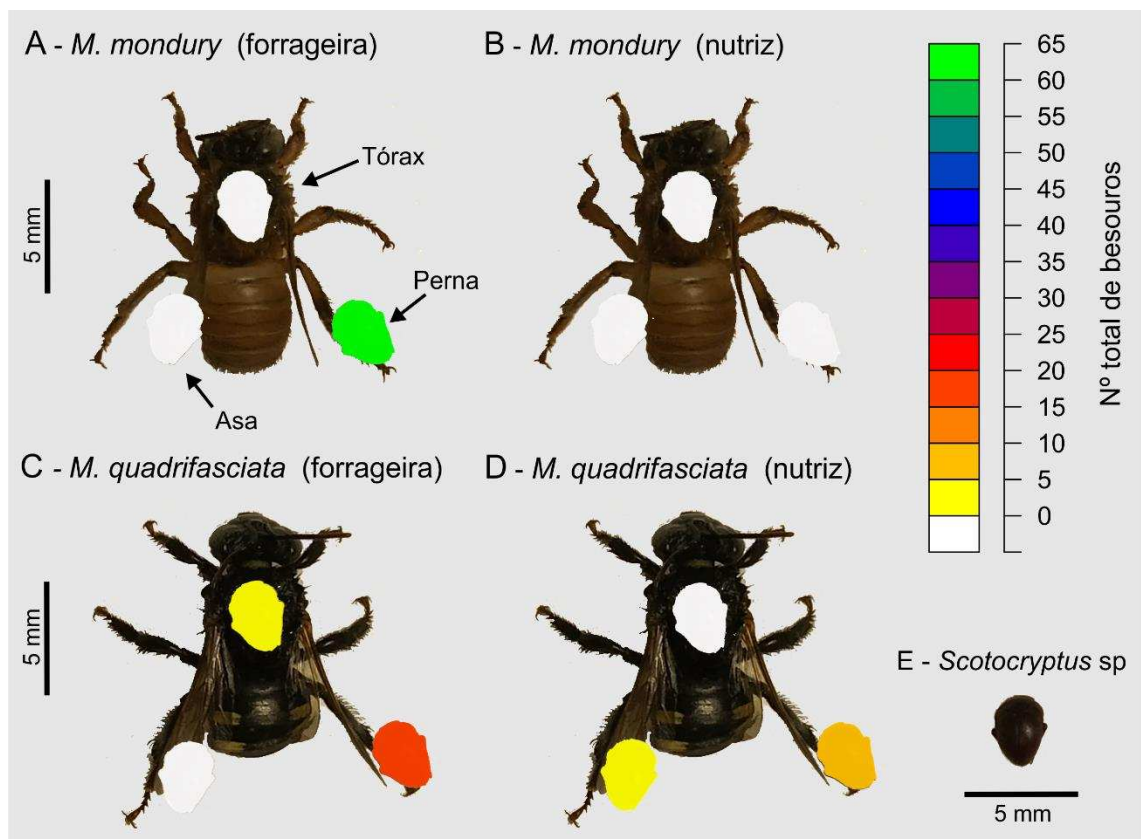 A - M. mondury (forrageira)
B - M. mondury (nutriz)
Tórax
Perna
Asa
5 mm
C - M. quadrifasciata (forrageira)
D - M. quadrifasciata (nutriz)
5 mm
65
60
55
50
45
40
35
30
25
20
15
10
5
0
Nº total de besouros
E - Scotocryptus sp
5 mm